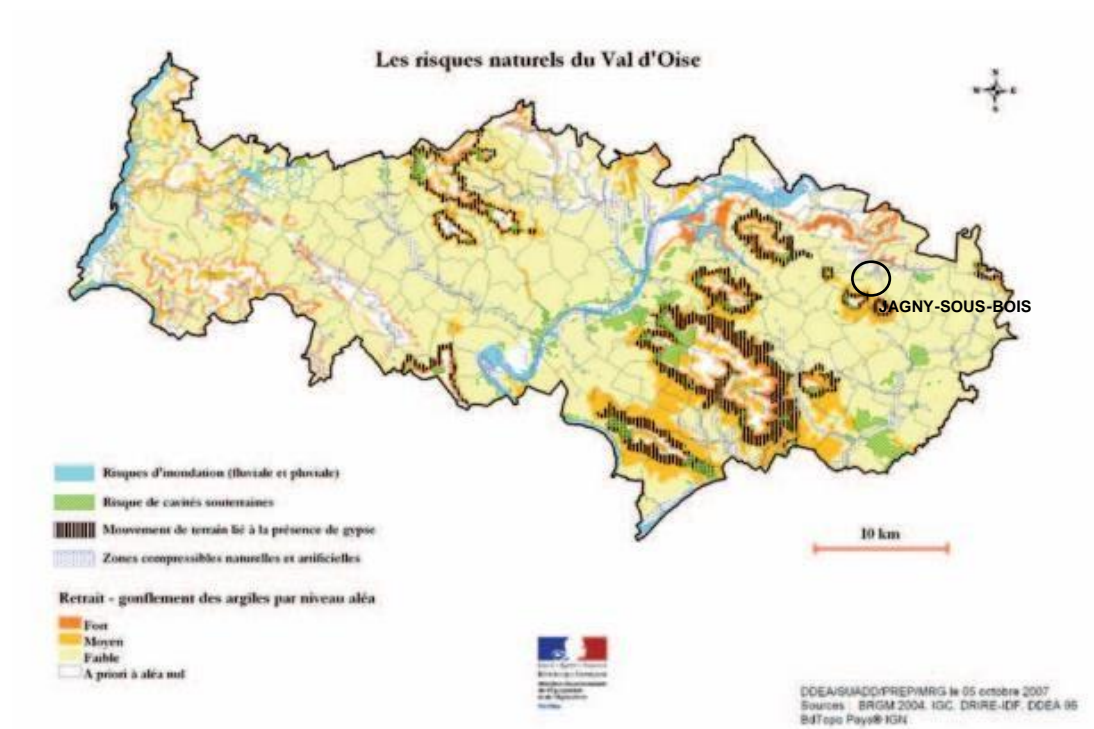 Les risques naturels du Val d'Oise
N
E
S
JAGNY-SOUS-BOIS
Risques d'inondation (fluviale et pluviale)
Risque de cavités souterraines
Mouvement de terrain lié à la présence de gypse
Zones compressibles naturelles et artificielles
10 km
Retrait - gonflement des argiles par niveau aléa
Fort
Moyen
Faible
A priori à aléa nul
DDEA/SUADD/PREP/MRG le 05 octobre 2007
Sources : BRGM 2004, IGC, DRIRE-IDF, DDEA 95
BdTopo Pays® IGN